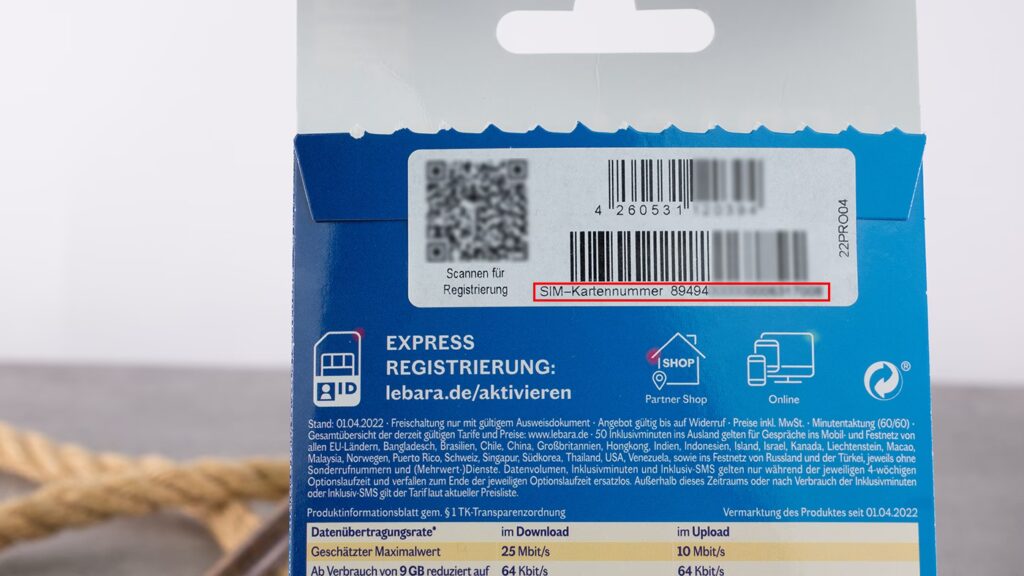 4 260531
22PRO04
Scannen für
Registrierung
SIM–Kartennummer 89494
ID
EXPRESS
REGISTRIERUNG:
lebara.de/aktivieren
SHOP
Partner Shop
Online
®
Stand: 01.04.2022 · Freischaltung nur mit gültigem Ausweisdokument · Angebot gültig bis auf Widerruf · Preise inkl. MwSt. · Minutentaktung (60/60) ·
Gesamtübersicht der derzeit gültigen Tarife und Preise: www.lebara.de · 50 Inklusivminuten ins Ausland gelten für Gespräche ins Mobil- und Festnetz von
allen EU-Ländern, Bangladesch, Brasilien, Chile, China, Großbritannien, Hongkong, Indien, Indonesien, Island, Israel, Kanada, Liechtenstein, Macao,
Malaysia, Norwegen, Puerto Rico, Schweiz, Singapur, Südkorea, Thailand, USA, Venezuela, sowie ins Festnetz von Russland und der Türkei, jeweils ohne
Sonderrufnummern und (Mehrwert-)Dienste. Datenvolumen, Inklusivminuten und Inklusiv-SMS gelten nur während der jeweiligen 4-wöchigen
Optionslaufzeit und verfallen zum Ende der jeweiligen Optionslaufzeit ersatzlos. Außerhalb dieses Zeitraums oder nach Verbrauch der Inklusivminuten
oder Inklusiv-SMS gilt der Tarif laut aktueller Preisliste.
Produktinformationsblatt gem. § 1 TK-Transparenzordnung
Vermarktung des Produktes seit 01.04.2022
Datenübertragungsrate* im Download im Upload
Geschätzter Maximalwert 25 Mbit/s 10 Mbit/s
Ab Verbrauch von 9 GB reduziert auf 64 Kbit/s 64 Kbit/s